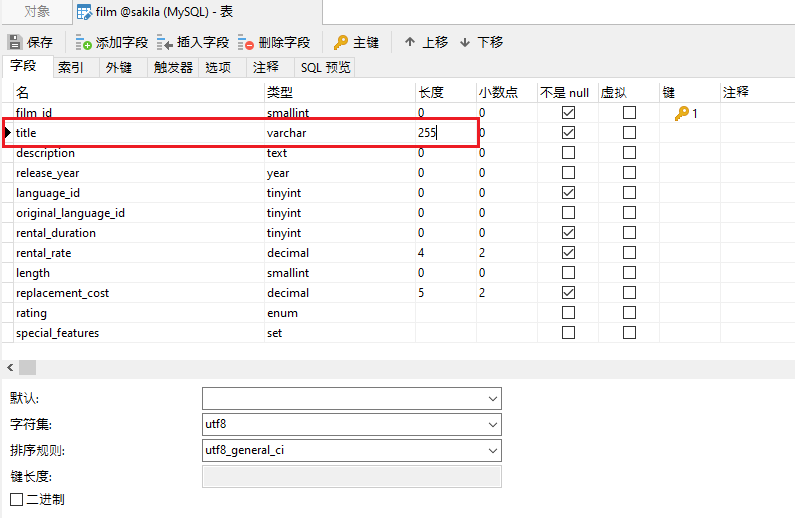 对象 film @sakila (MySQL) - 表
保存 添加字段 插入字段 删除字段 主键 上移 下移
字段 索引 外键 触发器 选项 注释 SQL 预览
名 类型 长度 小数点 不是 null 虚拟 键 注释
film_id smallint 0 0 1
title varchar 255 0
description text 0 0
release_year year 0 0
language_id tinyint 0 0
original_language_id tinyint 0 0
rental_duration tinyint 0 0
rental_rate decimal 4 2
length smallint 0 0
replacement_cost decimal 5 2
rating enum
special_features set
默认:
字符集: utf8
排序规则: utf8_general_ci
键长度:
二进制